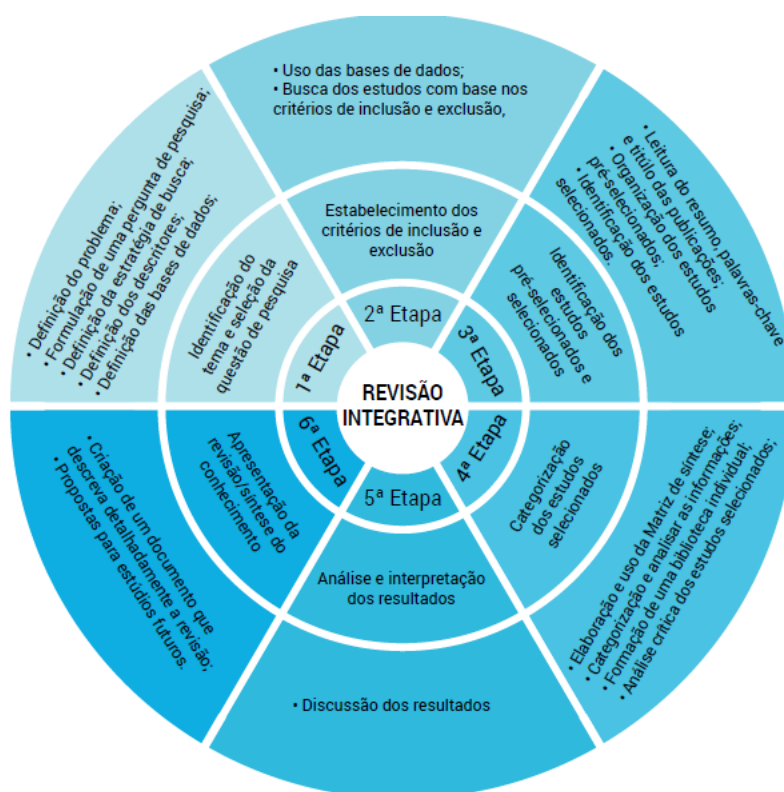 REVISÃO
INTEGRATIVA
1ª Etapa
Identificação do
tema e seleção da
questão de pesquisa
• Definição do problema;
• Formulação de uma pergunta de pesquisa;
• Definição da estratégia de busca;
• Definição dos descritores;
• Definição das bases de dados;
2ª Etapa
Estabelecimento dos
critérios de inclusão e
exclusão
• Uso das bases de dados;
• Busca dos estudos com base nos
critérios de inclusão e exclusão,
3ª Etapa
Identificação dos
estudos
pré-selecionados e
selecionados
• Leitura do resumo, palavras-chave
e titúlo das publicações;
• Organização dos estudos
pré-selecionados;
• Identificação dos estudos
selecionados.
4ª Etapa
Categorização
dos estudos
selecionados
• Elaboração e uso da Matriz de síntese;
• Categorização e analisar as informações;
• Formação de uma biblioteca individual;
• Análise crítica dos estudos selecionados;
5ª Etapa
Análise e interpretação
dos resultados
• Discussão dos resultados
6ª Etapa
Apresentação da
revisão/síntese do
conhecimento
• Criação de um documento que
descreva detalhadamente a revisão;
• Propostas para estúdios futuros.